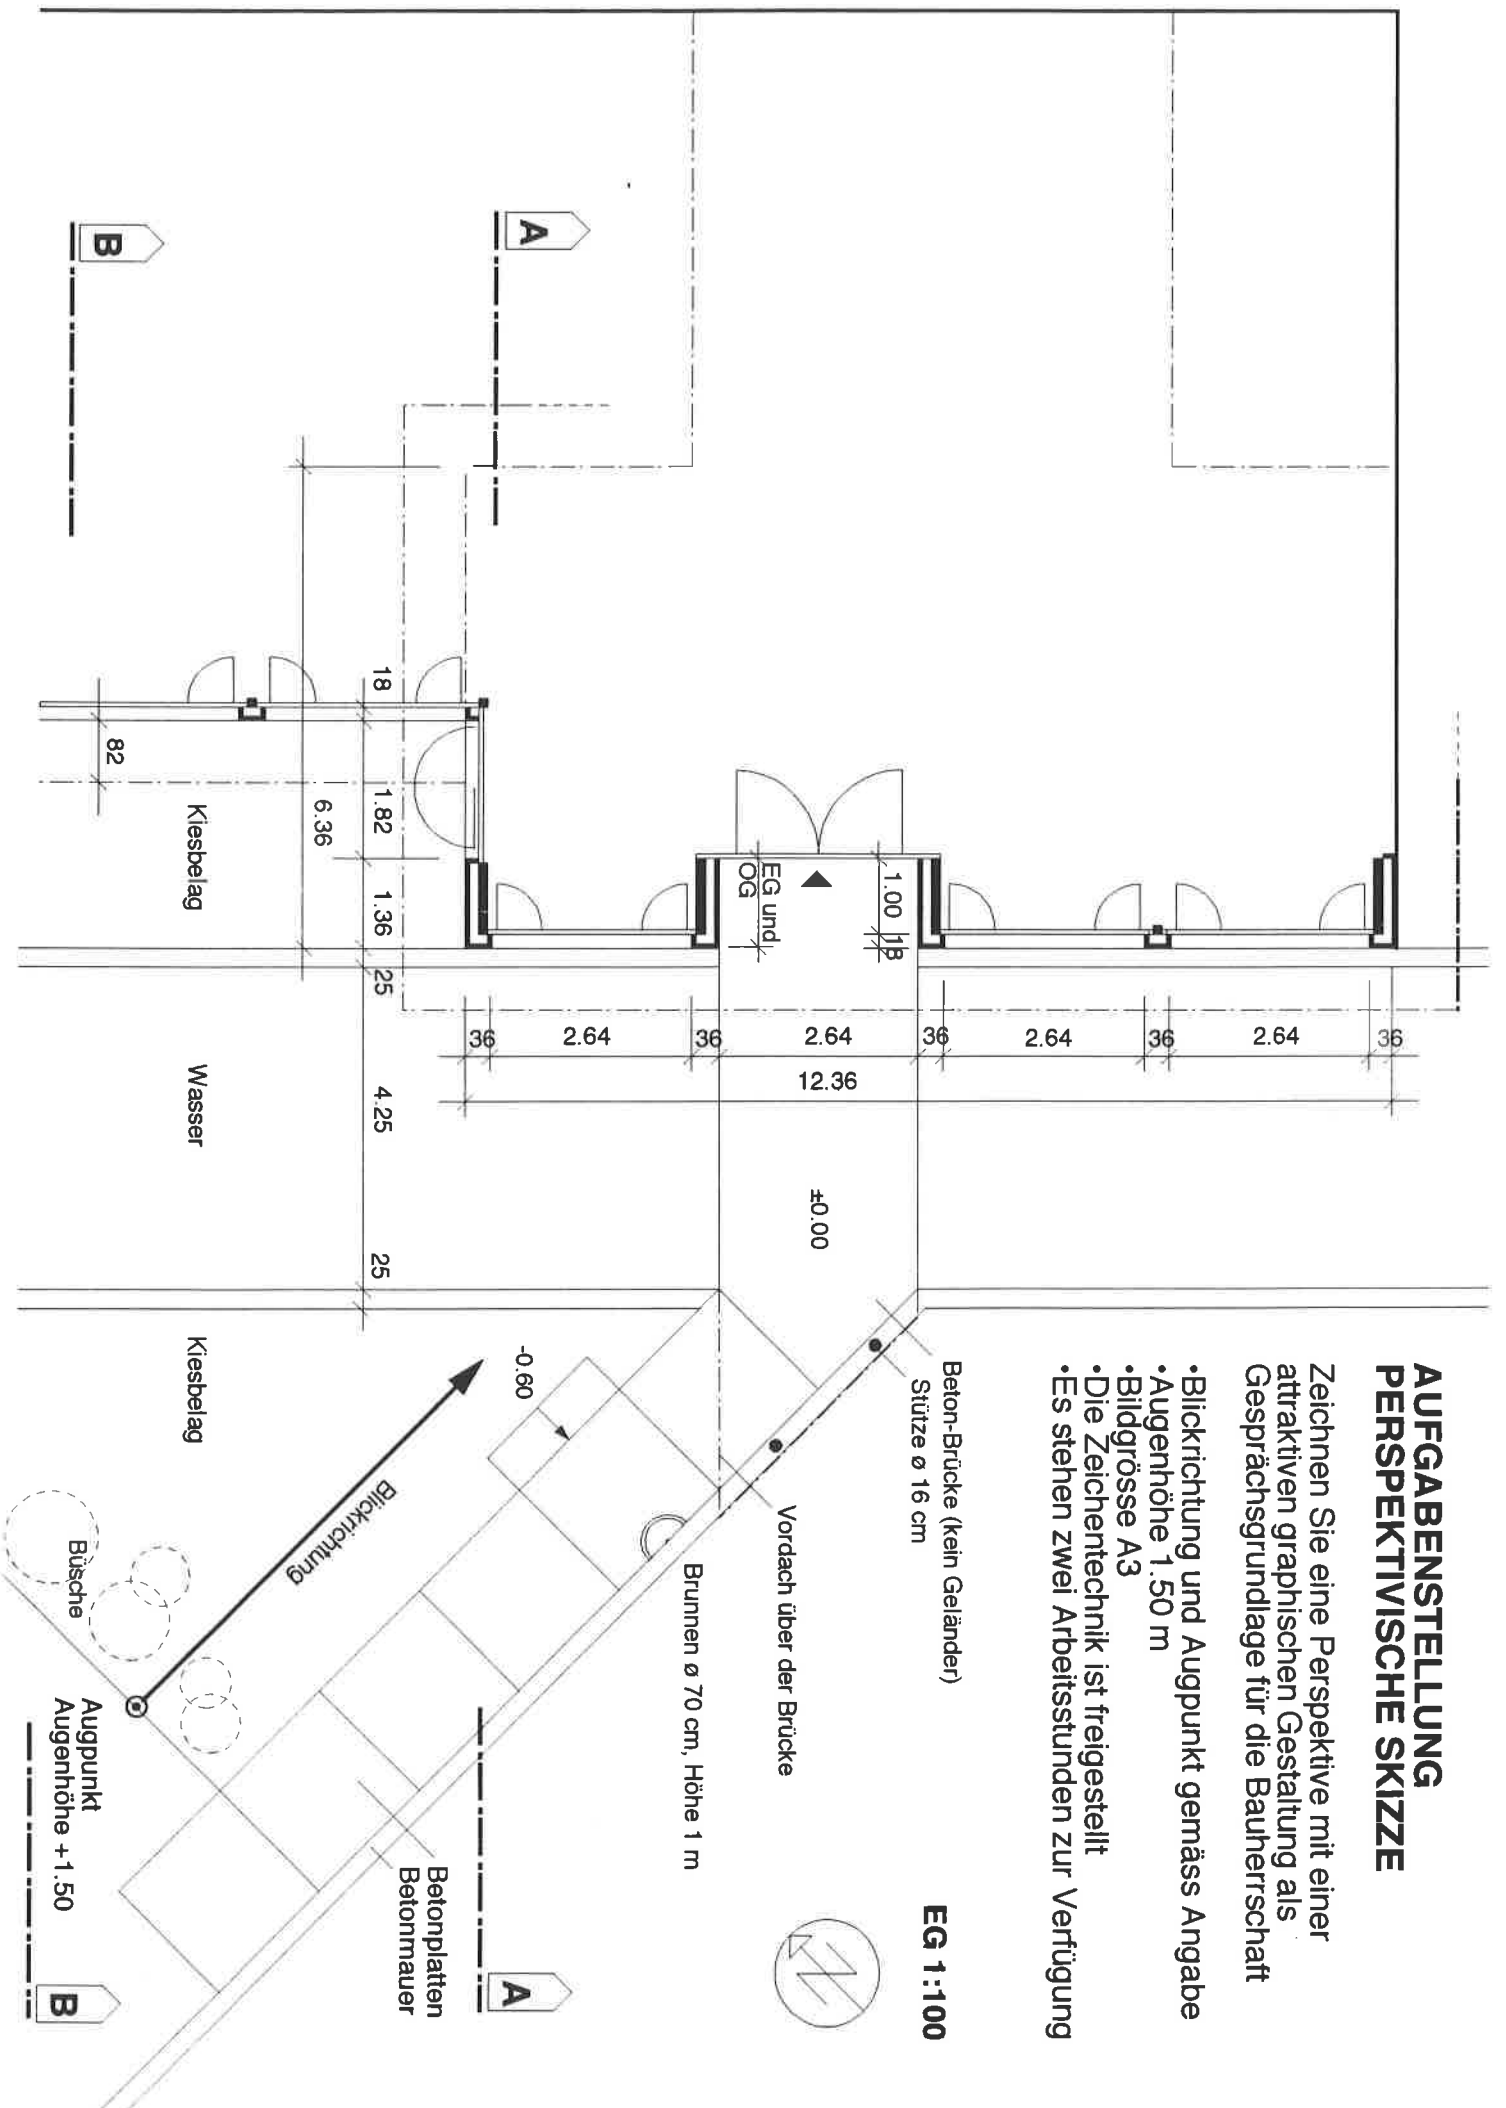 AUFGABENSTELLUNG
PERSPEKTIVISCHE SKIZZE
Zeichnen Sie eine Perspektive mit einer
attraktiven graphischen Gestaltung als
Gesprächsgrundlage für die Bauherrschaft
•Blickrichtung und Augpunkt gemäss Angabe
•Augenhöhe 1.50 m
•Bildgrösse A3
•Die Zeichentechnik ist freigestellt
•Es stehen zwei Arbeitsstunden zur Verfügung
EG 1:100
Beton-Brücke (kein Geländer)
Stütze ø 16 cm
Vordach über der Brücke
Brunnen ø 70 cm, Höhe 1 m
Betonplatten
Betonmauer
A
A
B
B
EG und
OG
1.00
18
36
2.64
36
2.64
36
2.64
36
2.64
36
12.36
±0.00
-0.60
18
1.82
1.36
25
4.25
25
6.36
82
Kiesbelag
Wasser
Kiesbelag
Blickrichtung
Büsche
Augpunkt
Augenhöhe +1.50
N